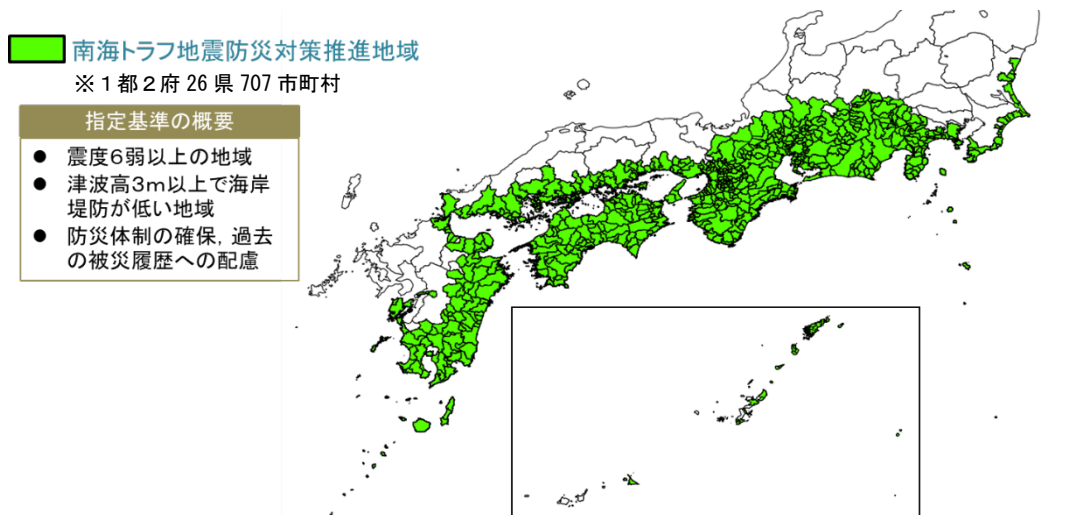 南海トラフ地震防災対策推進地域
※１都２府 26 県 707 市町村
指定基準の概要
● 震度６弱以上の地域
● 津波高３ｍ以上で海岸
堤防が低い地域
● 防災体制の確保，過去
の被災履歴への配慮